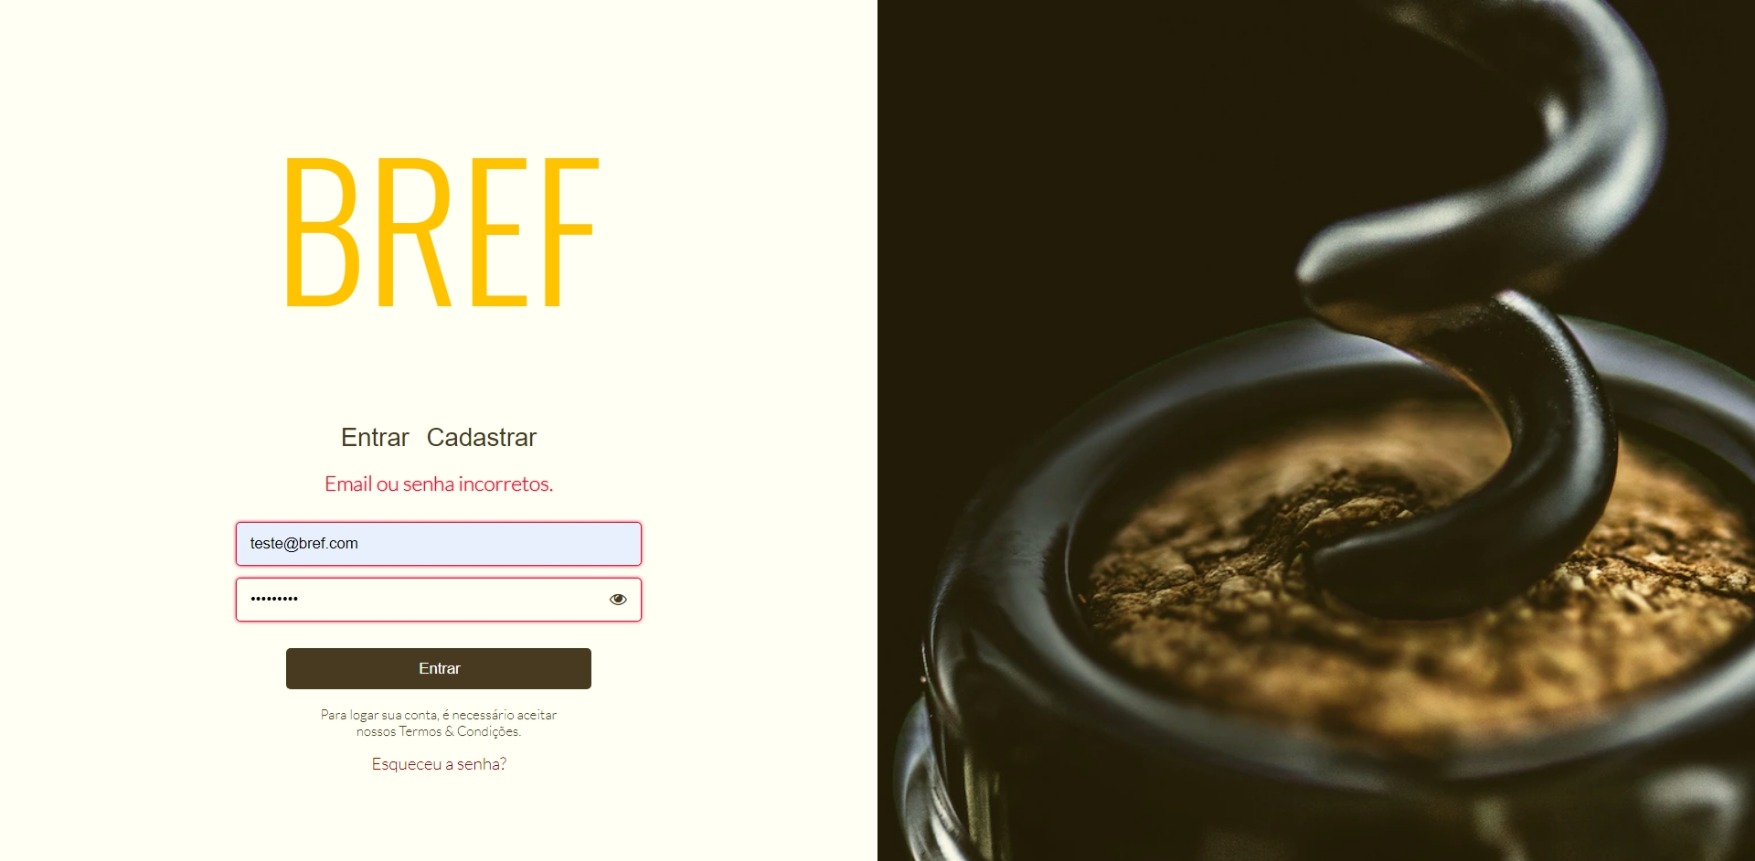 BREF
Entrar Cadastrar
Email ou senha incorretos.
teste@bref.com
•••••••••
Entrar
Para logar sua conta, é necessário aceitar
nossos Termos & Condições.
Esqueceu a senha?